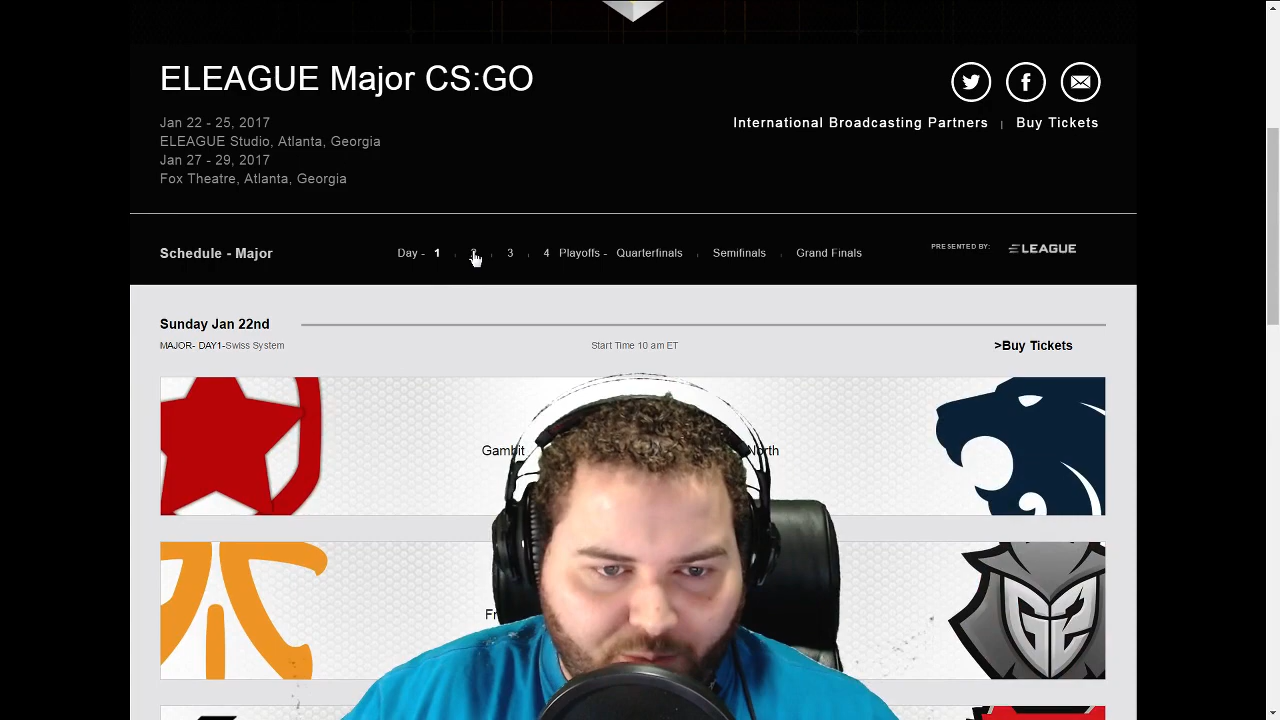 ELEAGUE Major CS:GO
Jan 22 - 25, 2017
ELEAGUE Studio, Atlanta, Georgia
Jan 27 - 29, 2017
Fox Theatre, Atlanta, Georgia
International Broadcasting Partners | Buy Tickets
Schedule - Major
Day - 1 2 3 4 Playoffs - Quarterfinals Semifinals Grand Finals
PRESENTED BY: ELEAGUE
Sunday Jan 22nd
MAJOR- DAY1-Swiss System
Start Time 10 am ET
>Buy Tickets
Gambit
North
G2